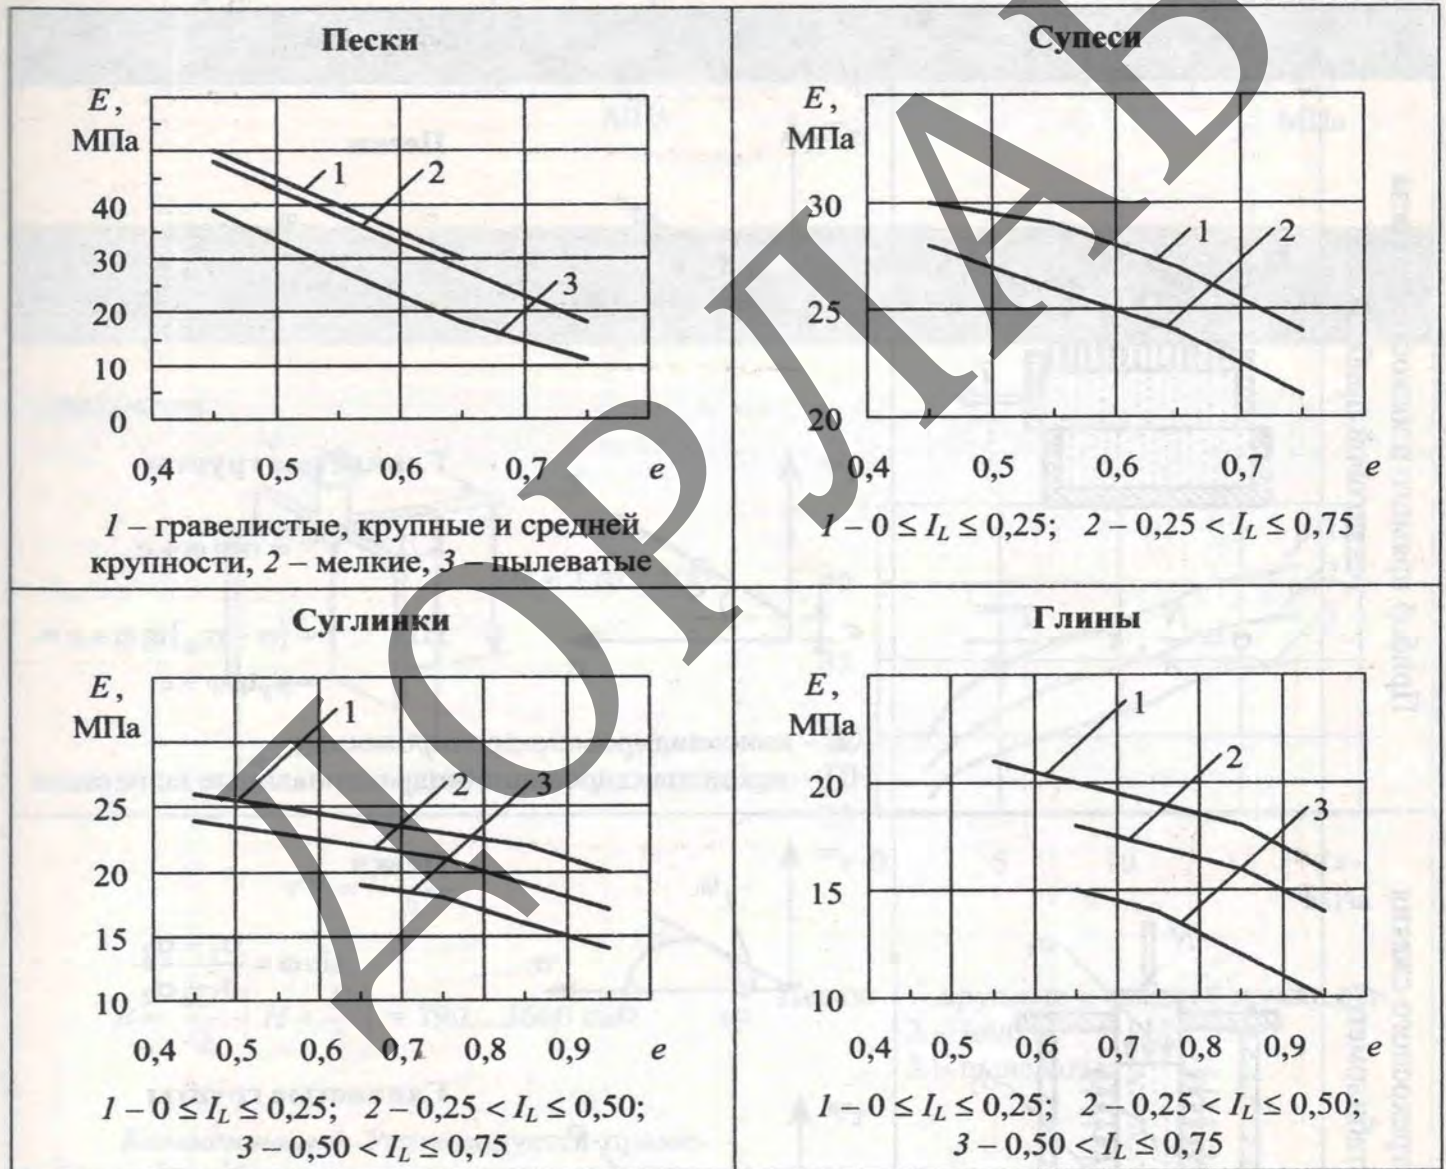 Пески
E,
МПа
40
30
20
10
0
1
2
3
0,4 0,5 0,6 0,7 e
1 – гравелистые, крупные и средней
крупности, 2 – мелкие, 3 – пылеватые
Супеси
E,
МПа
30
25
20
1
2
0,4 0,5 0,6 0,7 e
1 – 0 ≤ I_L ≤ 0,25; 2 – 0,25 < I_L ≤ 0,75
Суглинки
E,
МПа
25
20
15
10
1
2
3
0,4 0,5 0,6 0,7 0,8 0,9 e
1 – 0 ≤ I_L ≤ 0,25; 2 – 0,25 < I_L ≤ 0,50;
3 – 0,50 < I_L ≤ 0,75
Глины
E,
МПа
20
15
10
1
2
3
0,4 0,5 0,6 0,7 0,8 0,9 e
1 – 0 ≤ I_L ≤ 0,25; 2 – 0,25 < I_L ≤ 0,50;
3 – 0,50 < I_L ≤ 0,75